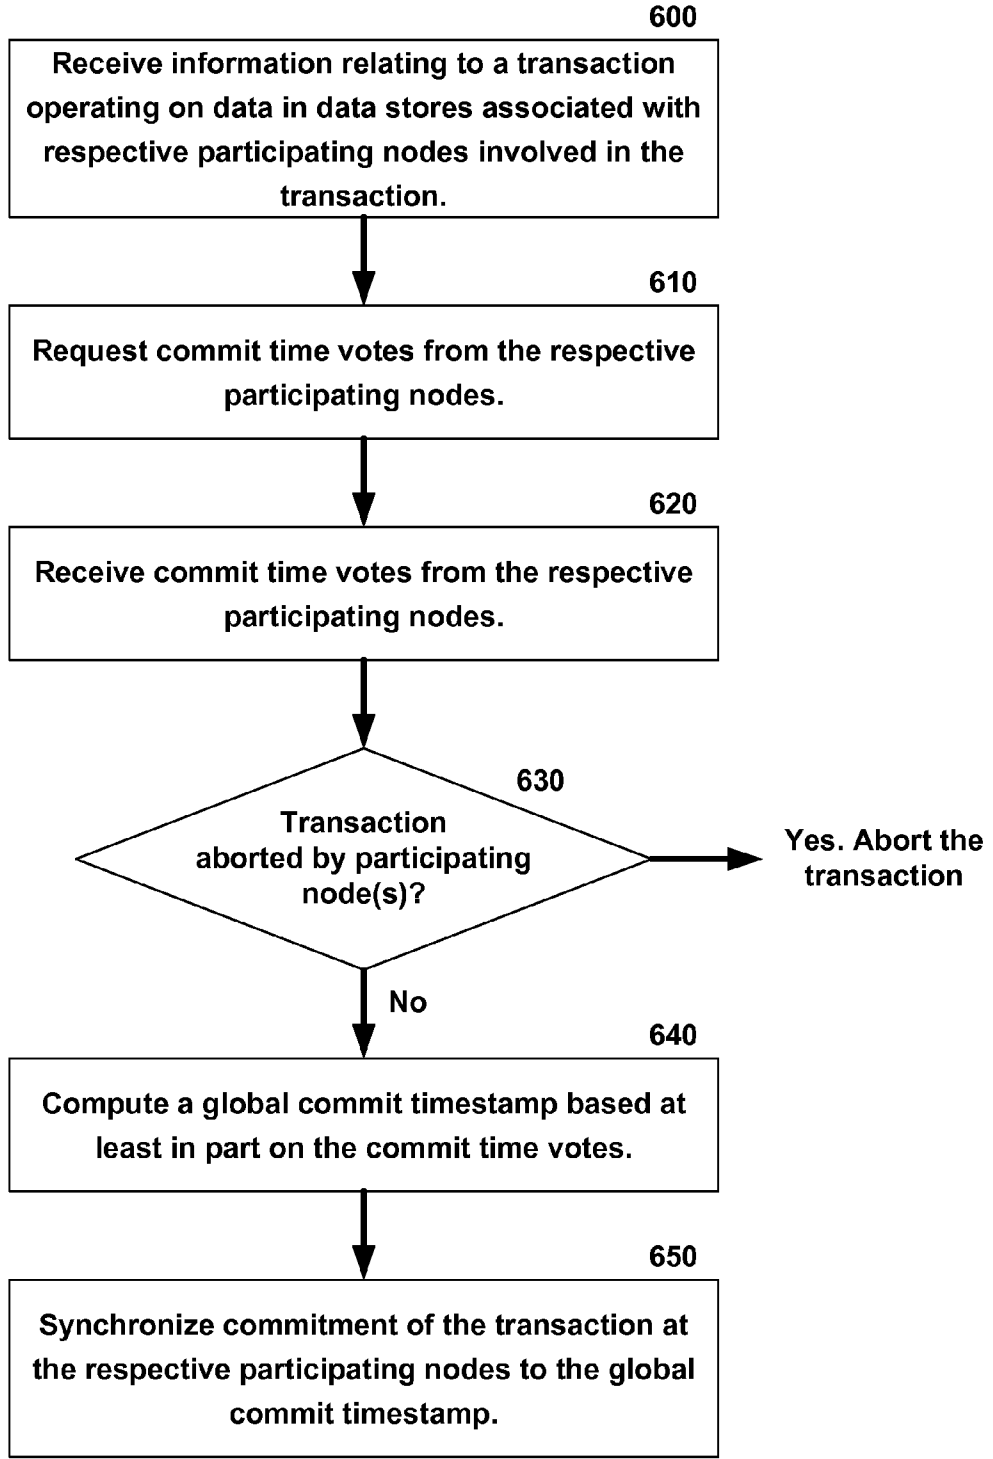 600
Receive information relating to a transaction
operating on data in data stores associated with
respective participating nodes involved in the
transaction.
610
Request commit time votes from the respective
participating nodes.
620
Receive commit time votes from the respective
participating nodes.
630
Transaction
aborted by participating
node(s)?
Yes. Abort the
transaction
No
640
Compute a global commit timestamp based at
least in part on the commit time votes.
650
Synchronize commitment of the transaction at
the respective participating nodes to the global
commit timestamp.